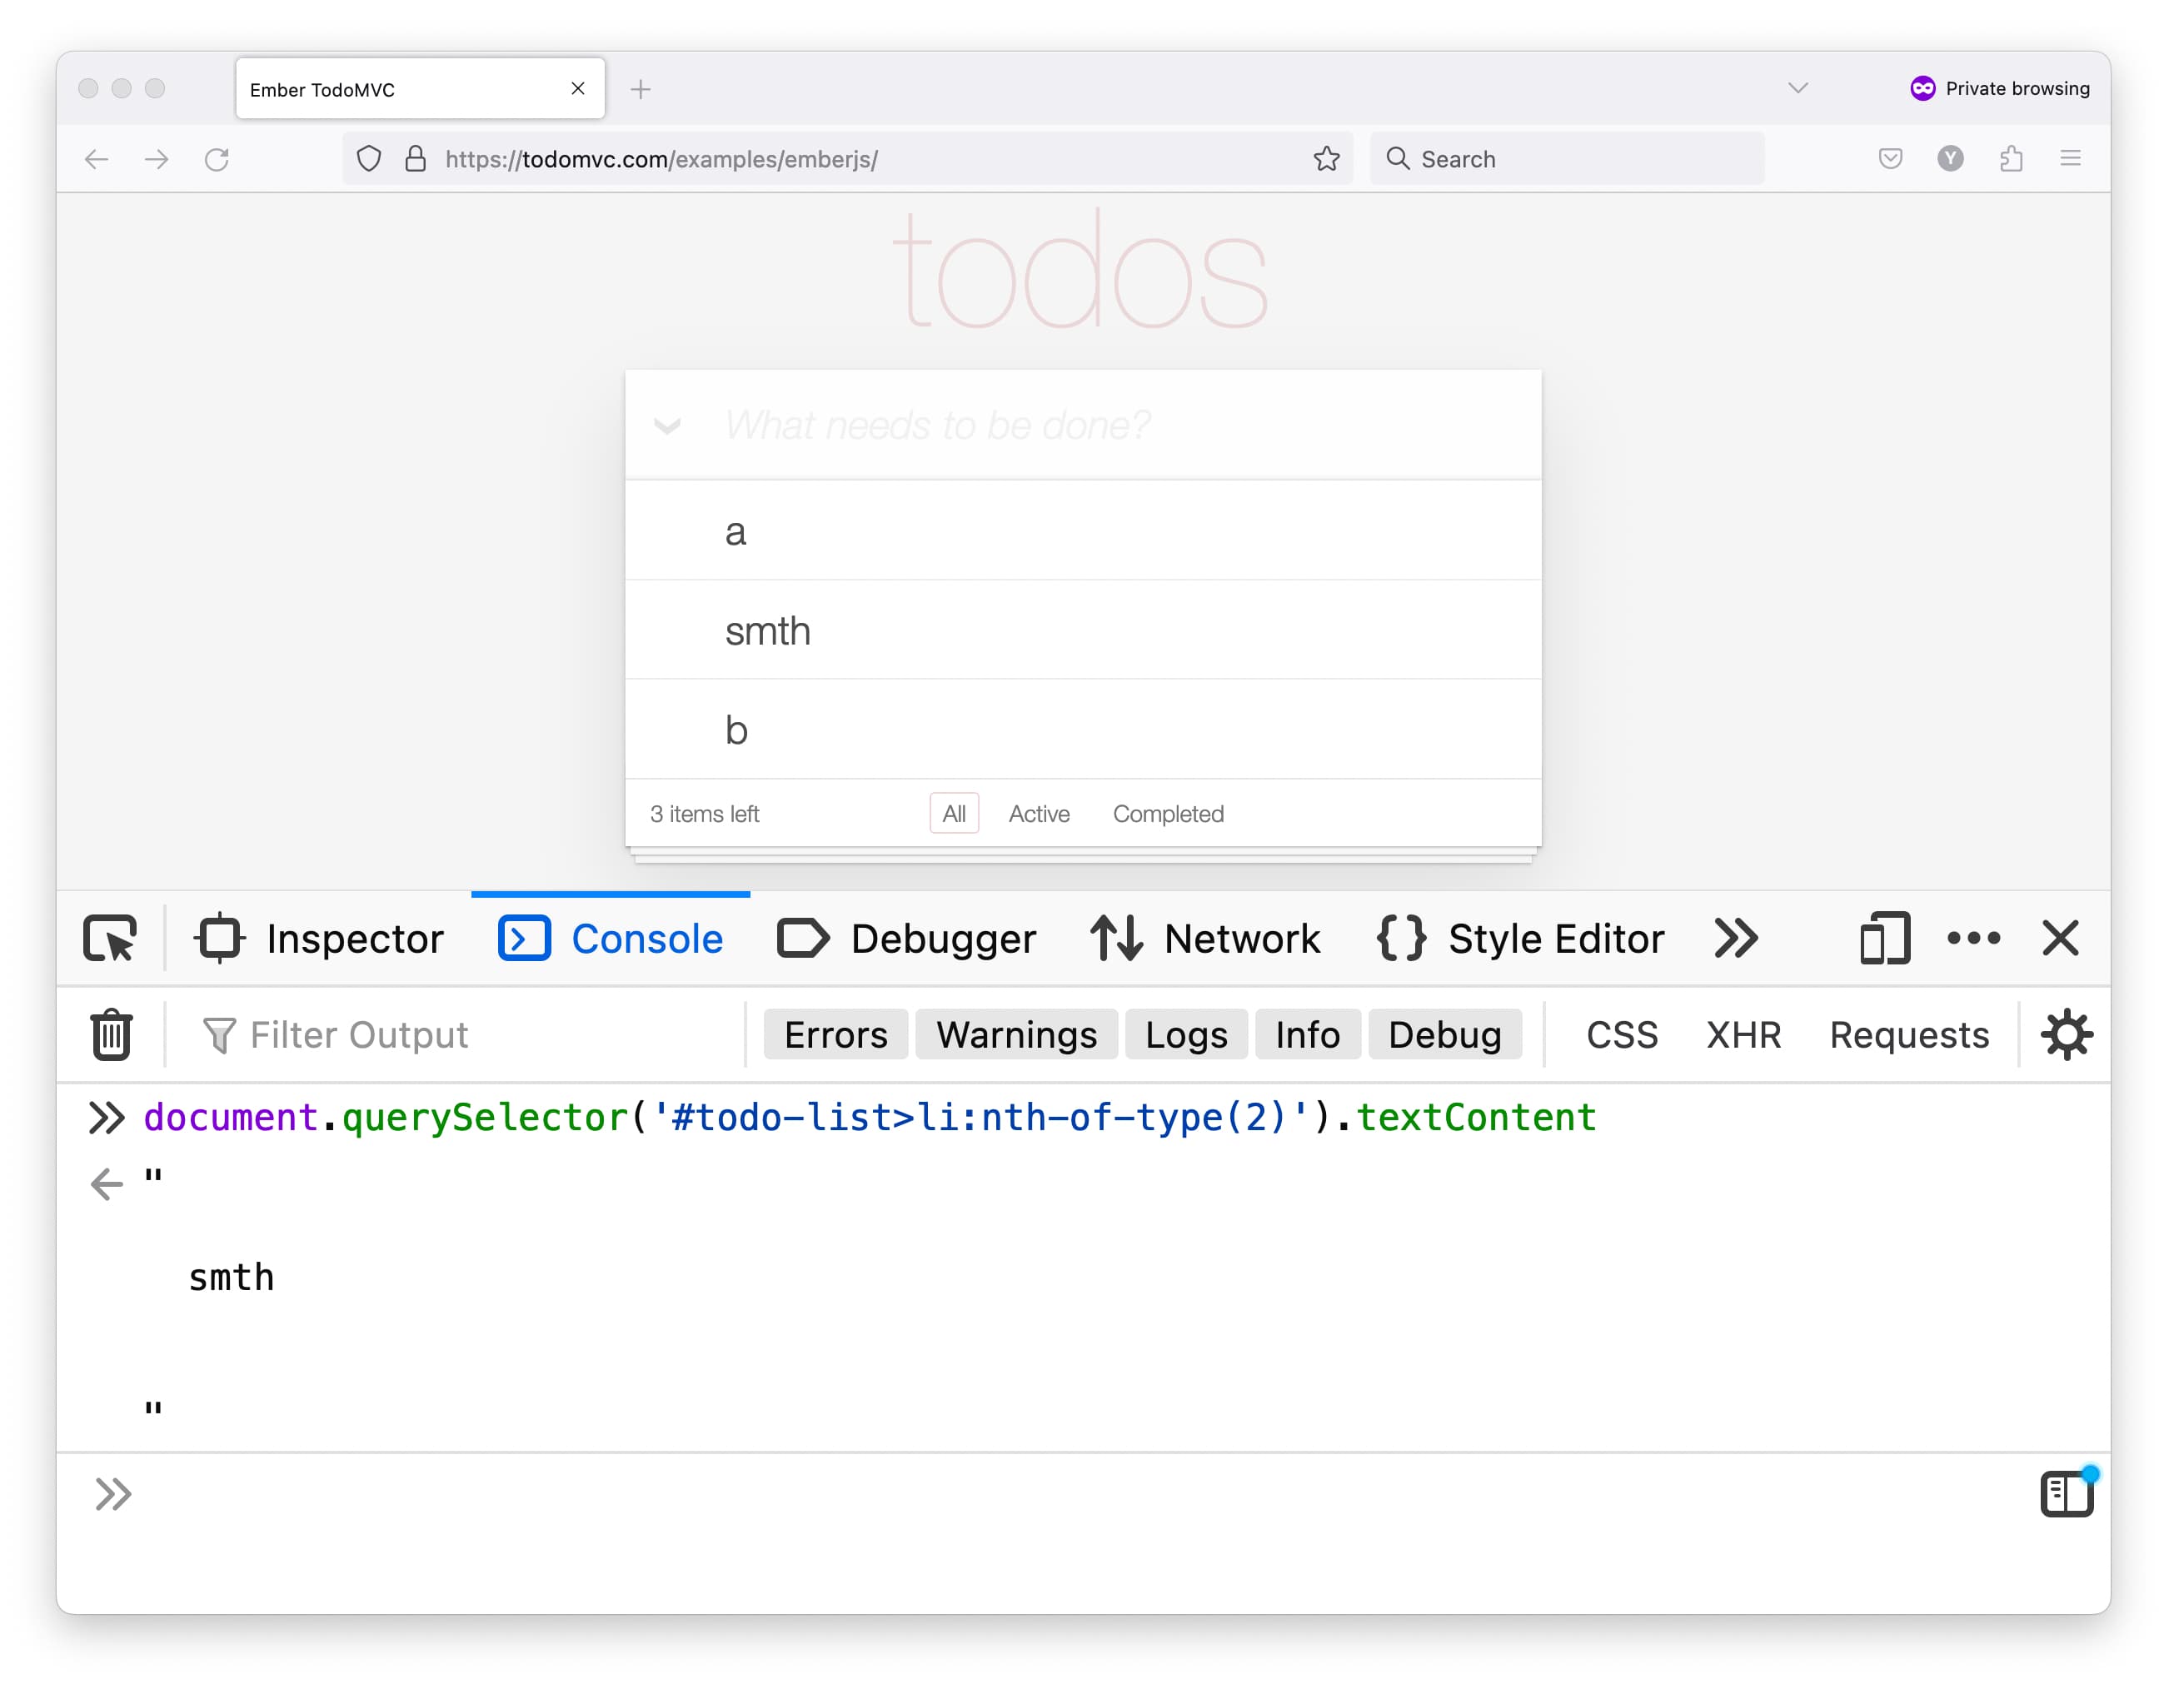 Ember TodoMVC
Private browsing
https://todomvc.com/examples/emberjs/
Search
Y
todos
What needs to be done?
a
smth
b
3 items left All Active Completed
Inspector Console Debugger Network Style Editor
Filter Output Errors Warnings Logs Info Debug CSS XHR Requests
document.querySelector('#todo-list>li:nth-of-type(2)').textContent
"
smth
"